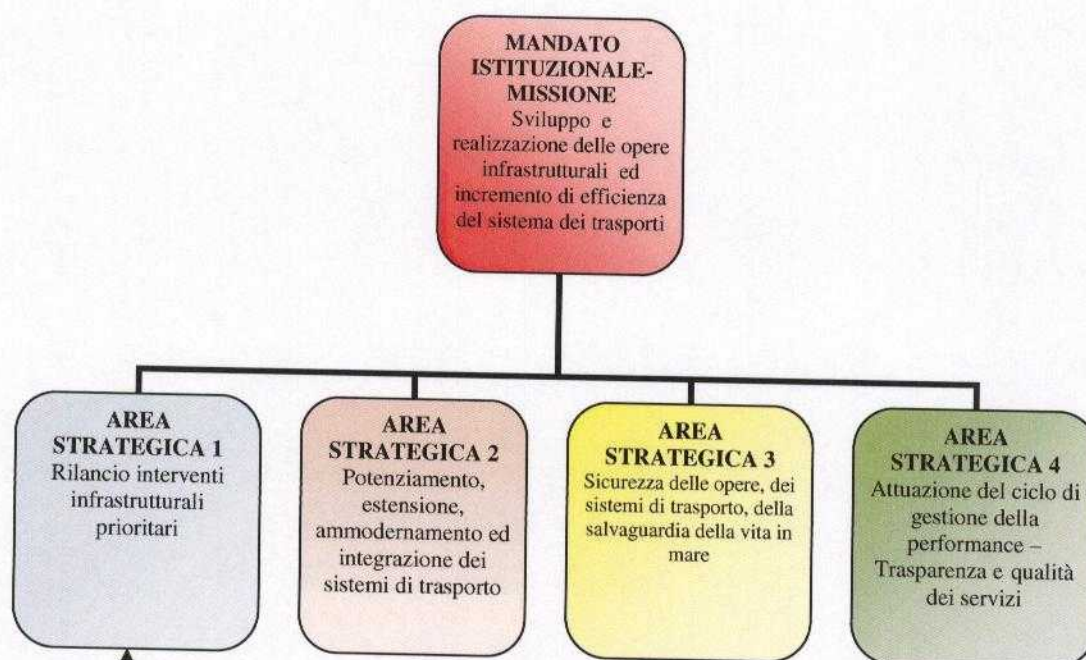 MANDATO
ISTITUZIONALE-
MISSIONE
Sviluppo e
realizzazione delle opere
infrastrutturali ed
incremento di efficienza
del sistema dei trasporti
AREA
STRATEGICA 1
Rilancio interventi
infrastrutturali
prioritari
AREA
STRATEGICA 2
Potenziamento,
estensione,
ammodernamento ed
integrazione dei
sistemi di trasporto
AREA
STRATEGICA 3
Sicurezza delle opere, dei
sistemi di trasporto, della
salvaguardia della vita in
mare
AREA
STRATEGICA 4
Attuazione del ciclo di
gestione della
performance –
Trasparenza e qualità
dei servizi